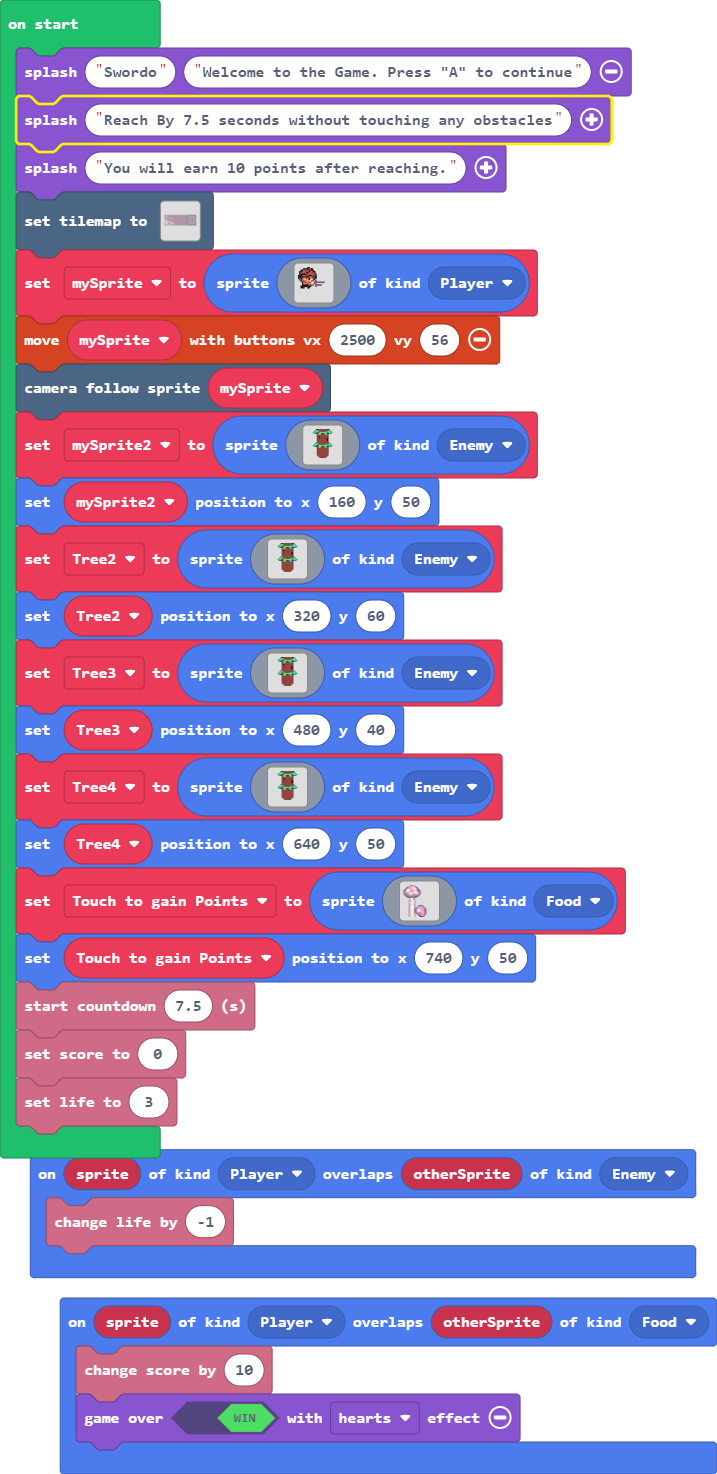 on start
splash "Swordo" "Welcome to the Game. Press "A" to continue"
splash "Reach By 7.5 seconds without touching any obstacles"
splash "You will earn 10 points after reaching."
set tilemap to
set mySprite to sprite of kind Player
move mySprite with buttons vx 2500 vy 56
camera follow sprite mySprite
set mySprite2 to sprite of kind Enemy
set mySprite2 position to x 160 y 50
set Tree2 to sprite of kind Enemy
set Tree2 position to x 320 y 60
set Tree3 to sprite of kind Enemy
set Tree3 position to x 480 y 40
set Tree4 to sprite of kind Enemy
set Tree4 position to x 640 y 50
set Touch to gain Points to sprite of kind Food
set Touch to gain Points position to x 740 y 50
start countdown 7.5 (s)
set score to 0
set life to 3
on sprite of kind Player overlaps otherSprite of kind Enemy
change life by -1
on sprite of kind Player overlaps otherSprite of kind Food
change score by 10
game over WIN with hearts effect